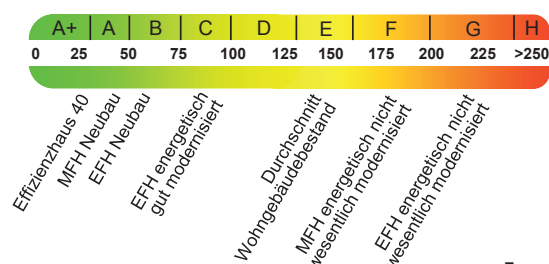 A+ A B C D E F G H
0 25 50 75 100 125 150 175 200 225 >250
Effizienzhaus 40
MFH Neubau
EFH Neubau
EFH energetisch
gut modernisiert
Durchschnitt
Wohngebäudebestand
MFH energetisch nicht
wesentlich modernisiert
EFH energetisch nicht
wesentlich modernisiert